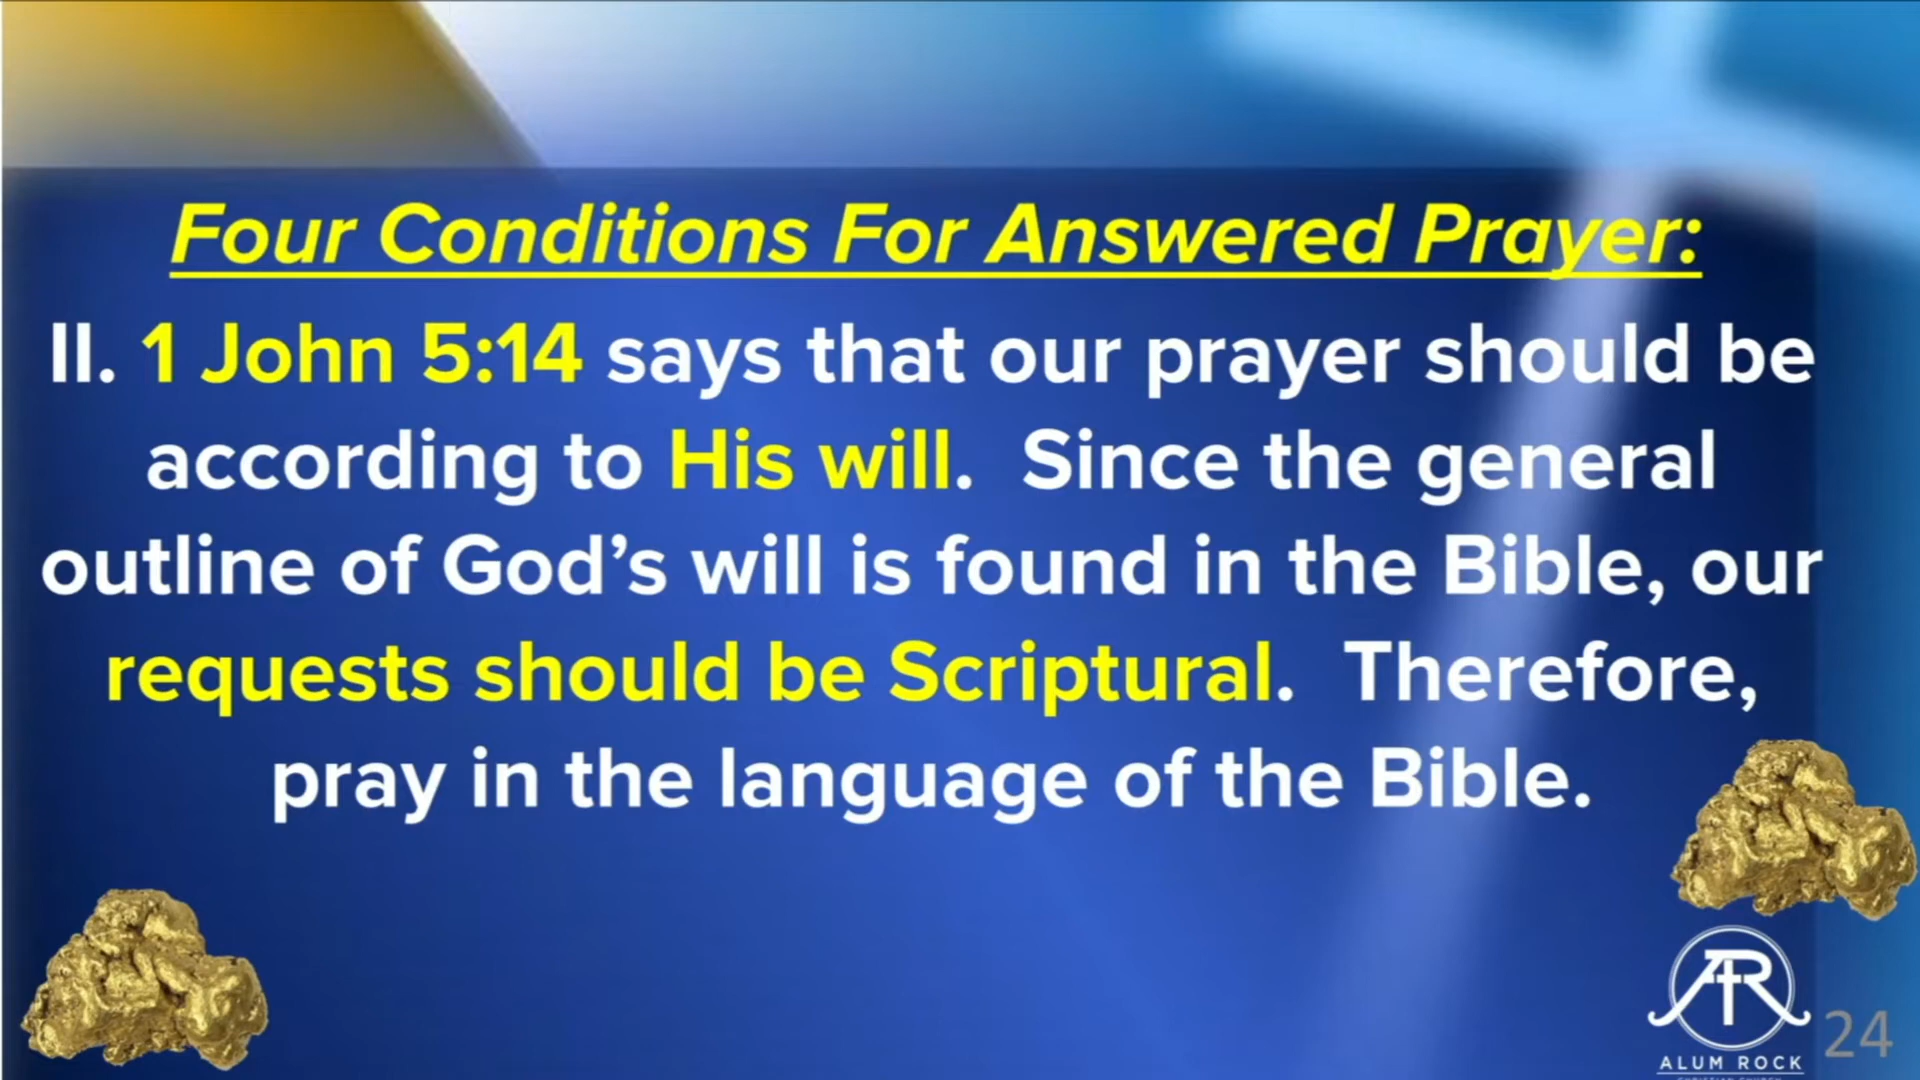 Four Conditions For Answered Prayer:
II. 1 John 5:14 says that our prayer should be
according to His will.  Since the general
outline of God’s will is found in the Bible, our
requests should be Scriptural.  Therefore,
pray in the language of the Bible.
AR
ALUM ROCK
24